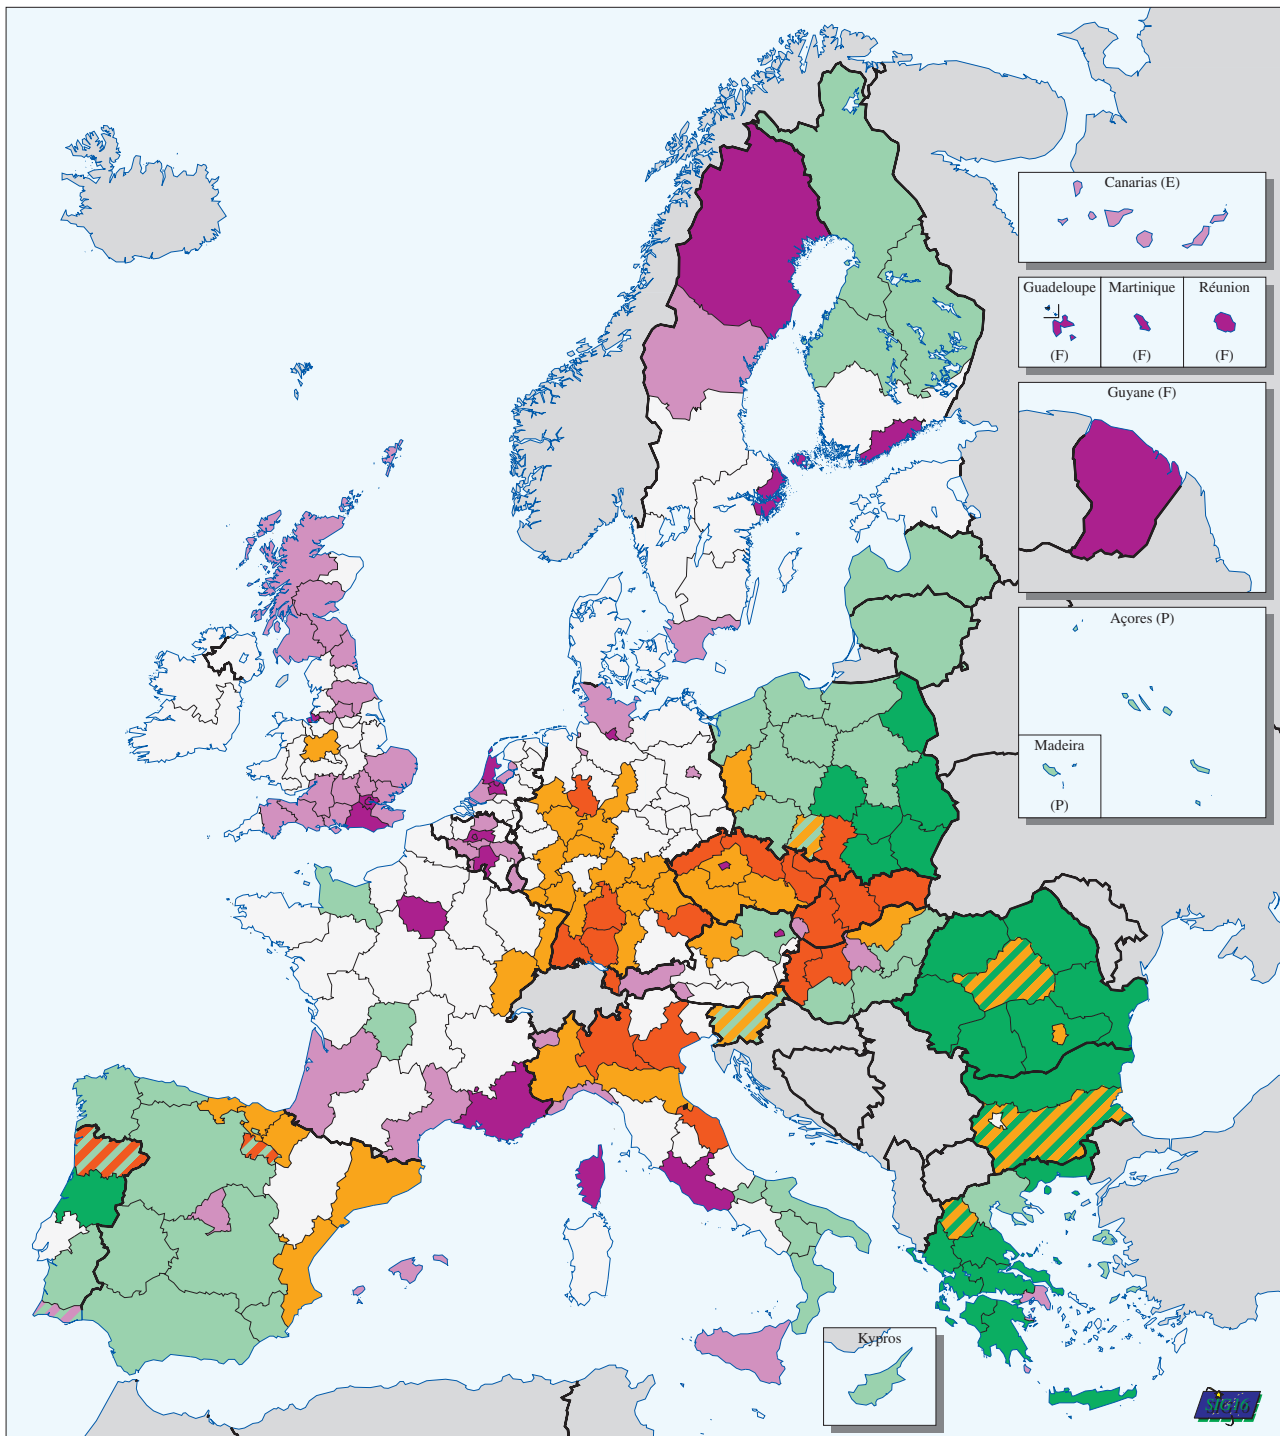 Canarias (E)
Guadeloupe
Martinique
Réunion
(F)
(F)
(F)
Guyane (F)
Açores (P)
Madeira
(P)
Kypros
SIG16